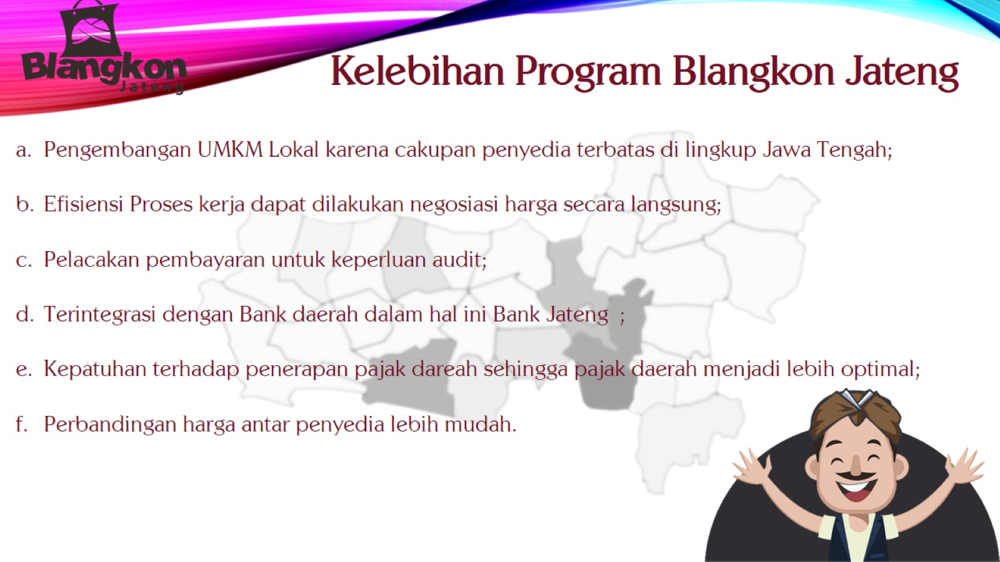 Blangkon
Jateng
Kelebihan Program Blangkon Jateng
a. Pengembangan UMKM Lokal karena cakupan penyedia terbatas di lingkup Jawa Tengah;
b. Efisiensi Proses kerja dapat dilakukan negosiasi harga secara langsung;
c. Pelacakan pembayaran untuk keperluan audit;
d. Terintegrasi dengan Bank daerah dalam hal ini Bank Jateng ;
e. Kepatuhan terhadap penerapan pajak dareah sehingga pajak daerah menjadi lebih optimal;
f. Perbandingan harga antar penyedia lebih mudah.